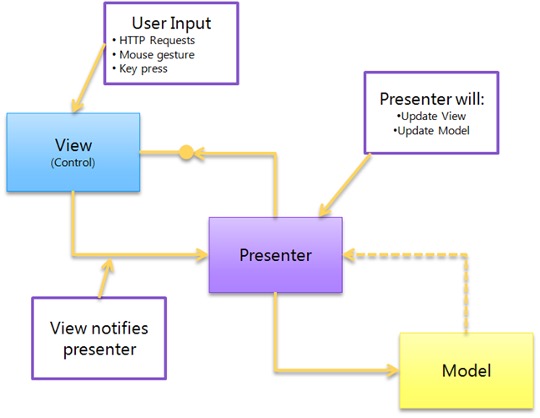 User Input
• HTTP Requests
• Mouse gesture
• Key press
View
(Control)
Presenter will:
•Update View
•Update Model
Presenter
View notifies
presenter
Model